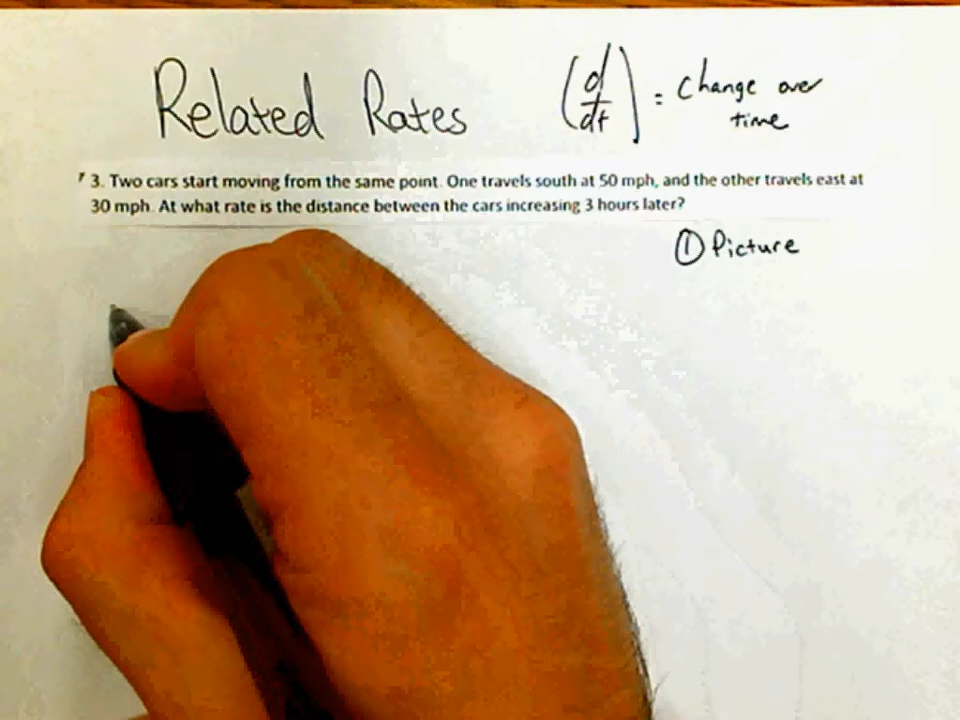 Related Rates (d/dt) = change over time
3. Two cars start moving from the same point. One travels south at 50 mph, and the other travels east at
30 mph. At what rate is the distance between the cars increasing 3 hours later?
① Picture